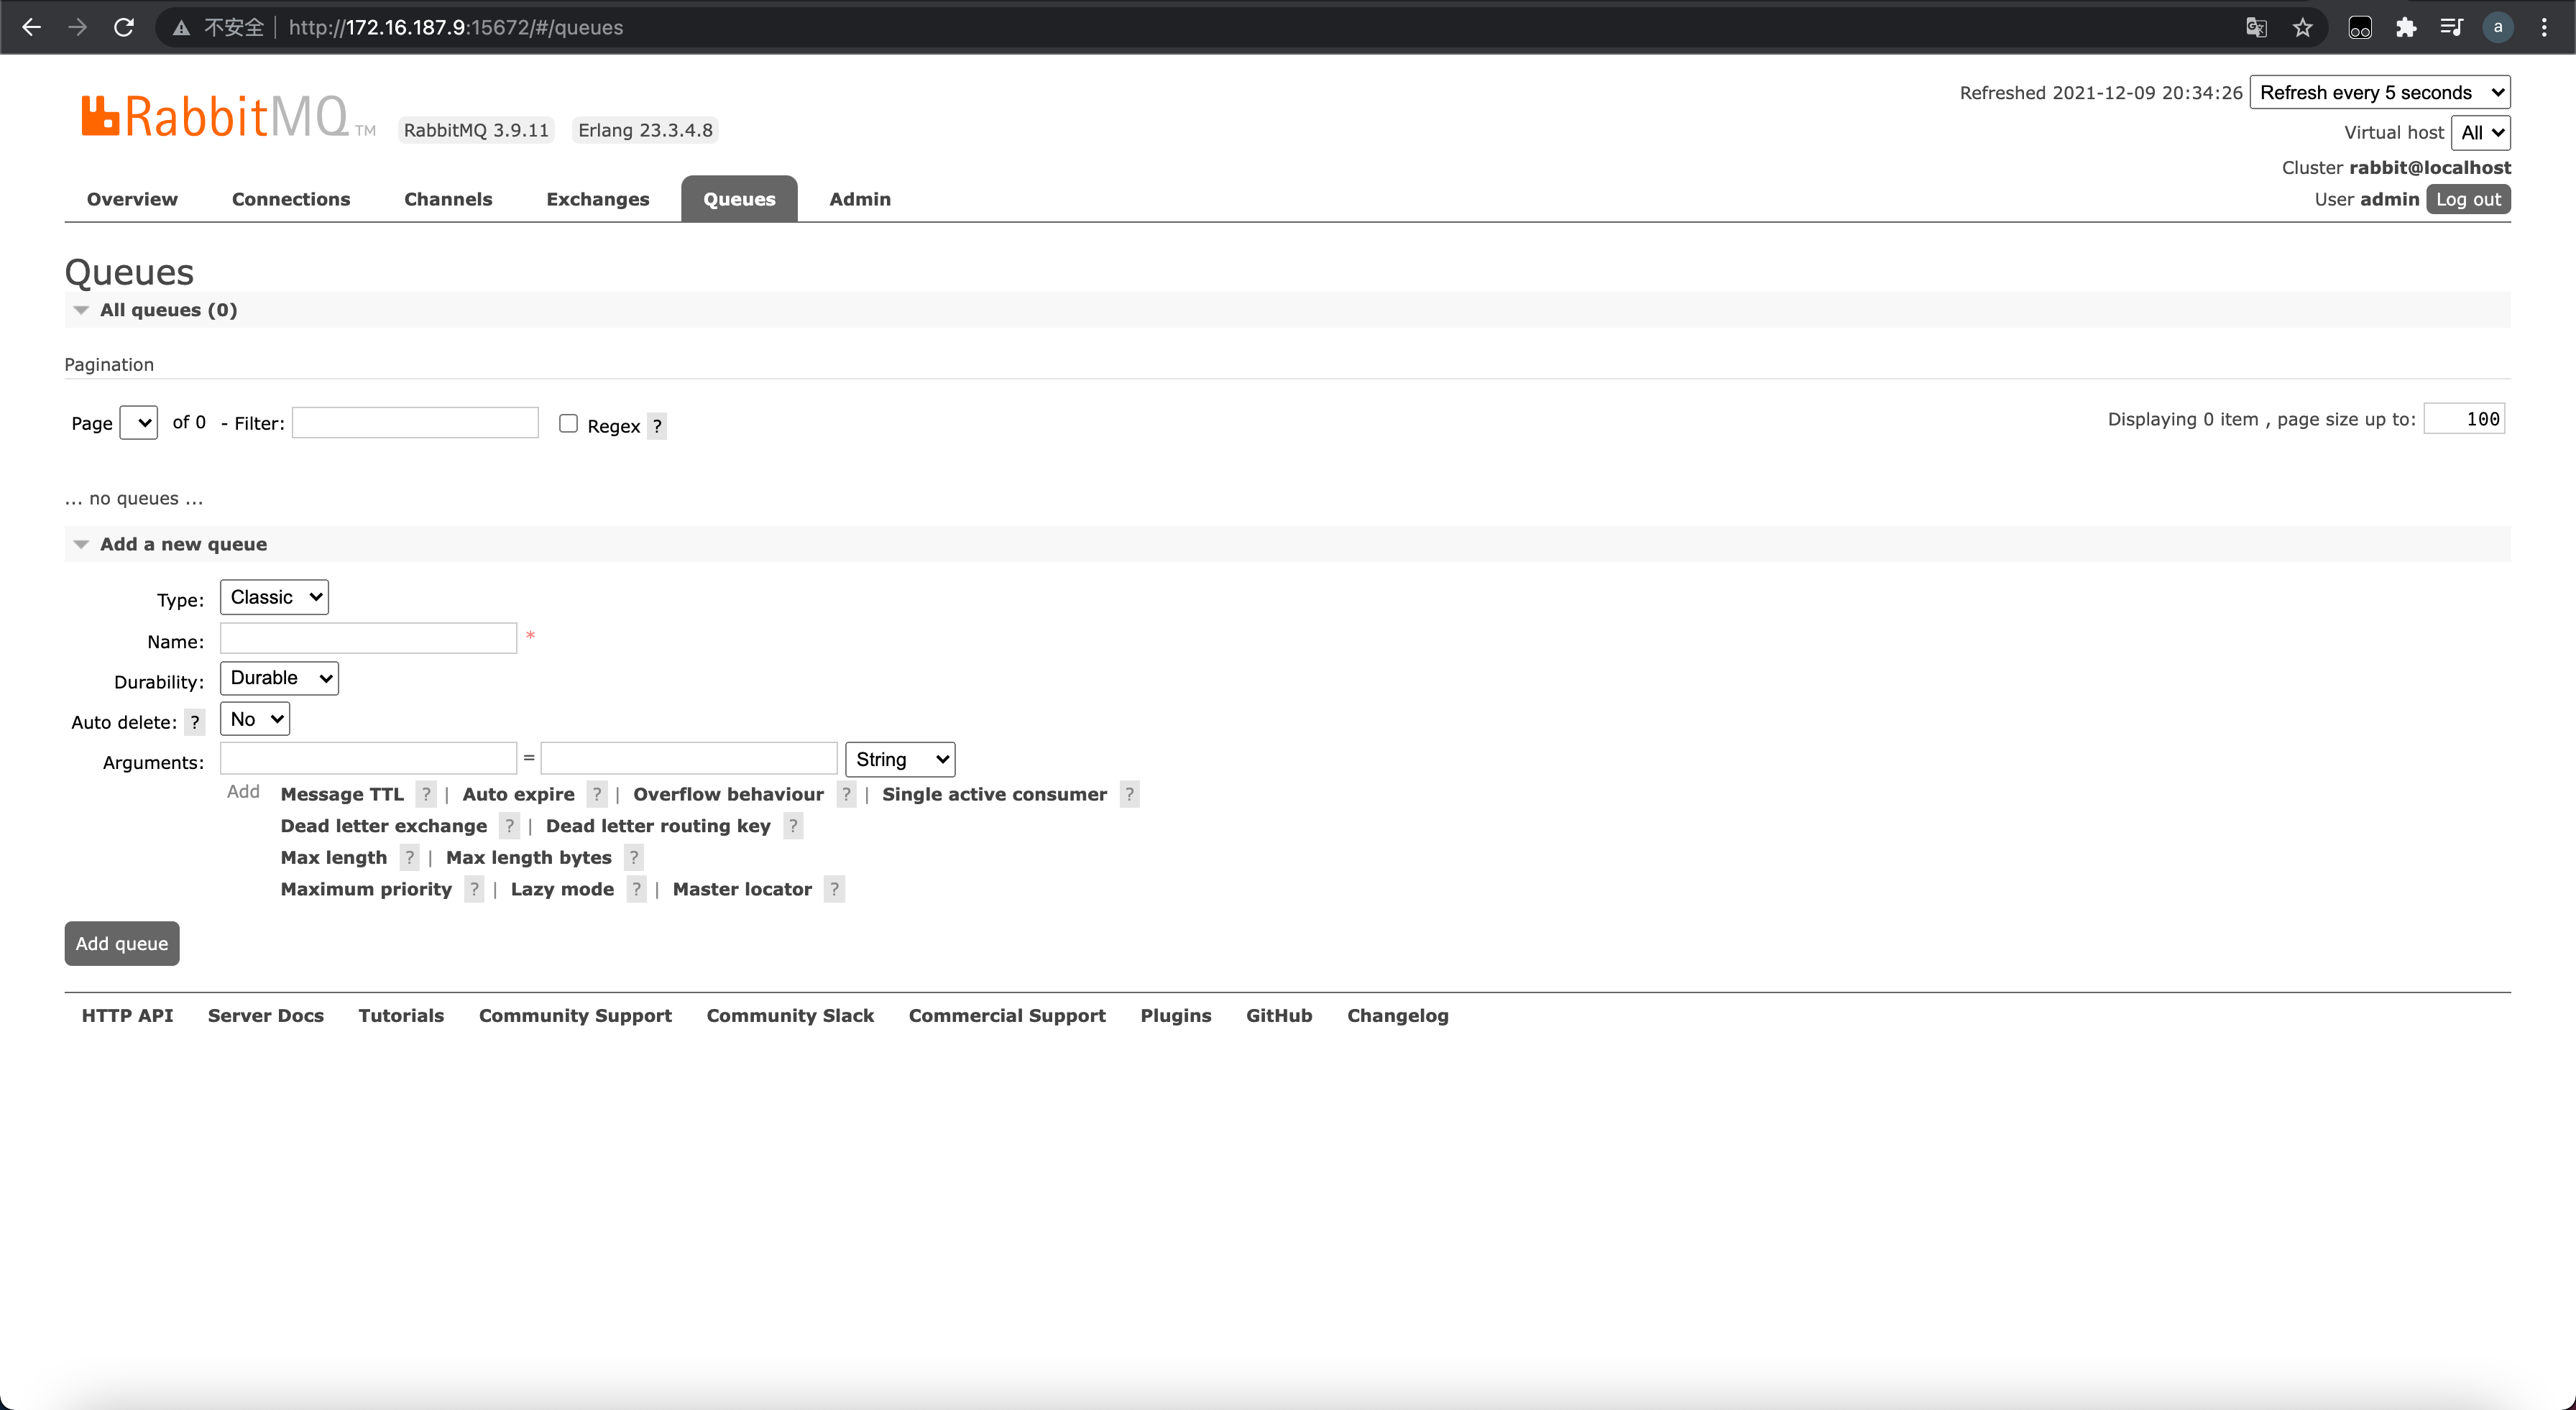 不安全 http://172.16.187.9:15672/#/queues a
Refreshed 2021-12-09 20:34:26 Refresh every 5 seconds
RabbitMQ TM RabbitMQ 3.9.11 Erlang 23.3.4.8
Virtual host All
Cluster rabbit@localhost
Overview Connections Channels Exchanges Queues Admin
User admin Log out
Queues
All queues (0)
Pagination
Page of 0 - Filter: Regex ?
Displaying 0 item , page size up to: 100
... no queues ...
Add a new queue
Type: Classic
Name: *
Durability: Durable
Auto delete: ? No
Arguments: = String
Add Message TTL ? | Auto expire ? | Overflow behaviour ? | Single active consumer ?
Dead letter exchange ? | Dead letter routing key ?
Max length ? | Max length bytes ?
Maximum priority ? | Lazy mode ? | Master locator ?
Add queue
HTTP API Server Docs Tutorials Community Support Community Slack Commercial Support Plugins GitHub Changelog